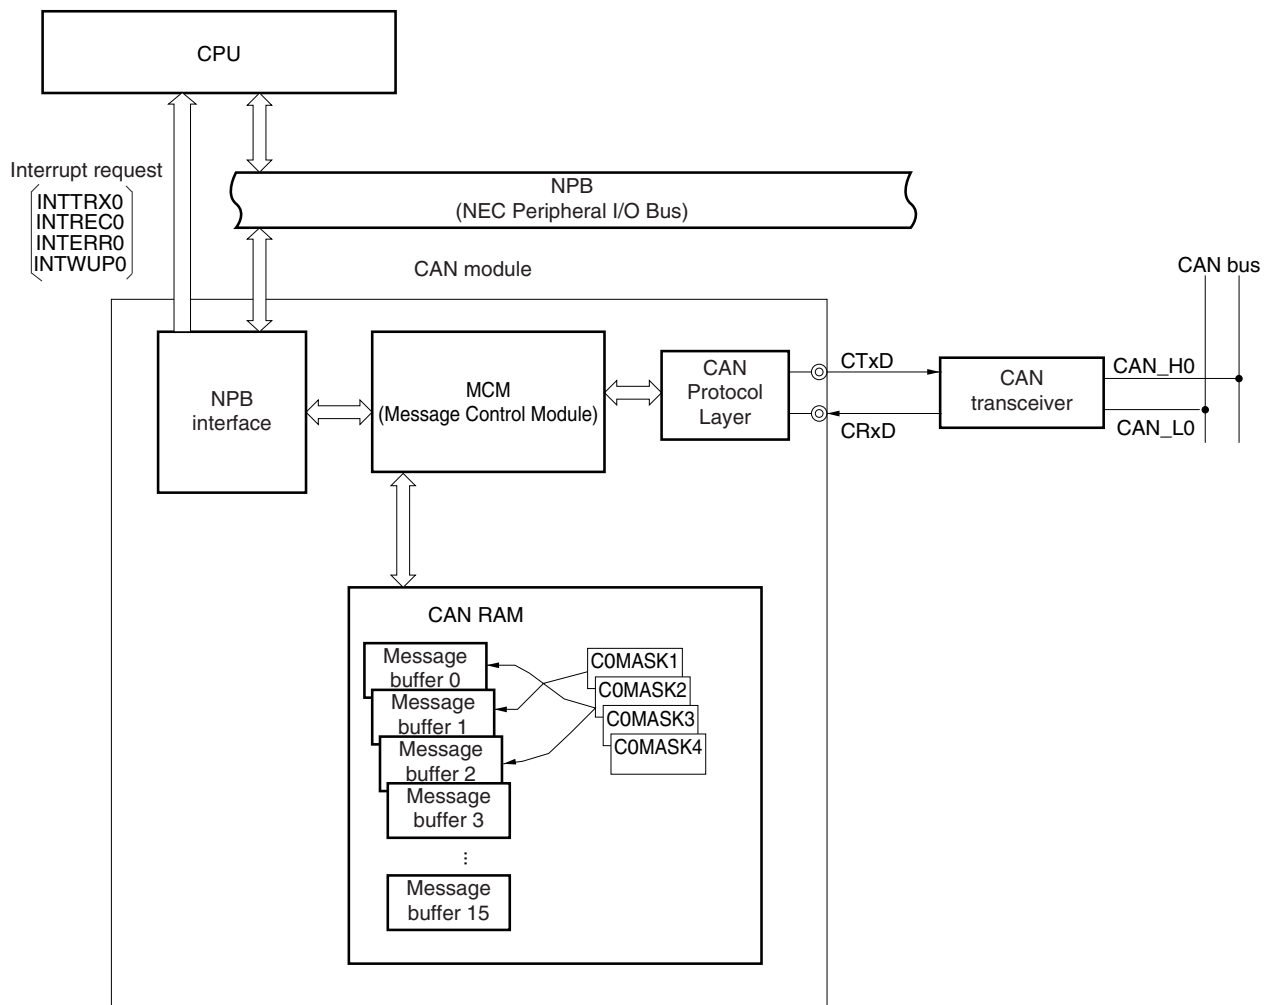 CPU
Interrupt request
INTTRX0
INTREC0
INTERR0
INTWUP0
NPB
(NEC Peripheral I/O Bus)
CAN module
CAN bus
NPB
interface
MCM
(Message Control Module)
CAN
Protocol
Layer
CTxD
CRxD
CAN
transceiver
CAN_H0
CAN_L0
CAN RAM
Message
buffer 0
Message
buffer 1
Message
buffer 2
Message
buffer 3
...
Message
buffer 15
C0MASK1
C0MASK2
C0MASK3
C0MASK4